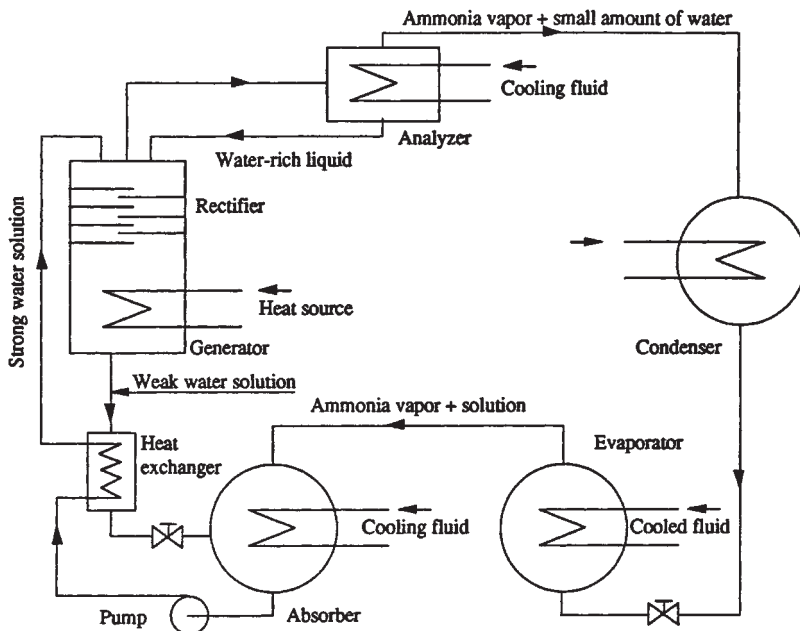 Ammonia vapor + small amount of water
Cooling fluid
Analyzer
Water-rich liquid
Rectifier
Strong water solution
Heat source
Generator
Condenser
Weak water solution
Ammonia vapor + solution
Evaporator
Heat
exchanger
Cooling fluid
Cooled fluid
Pump
Absorber